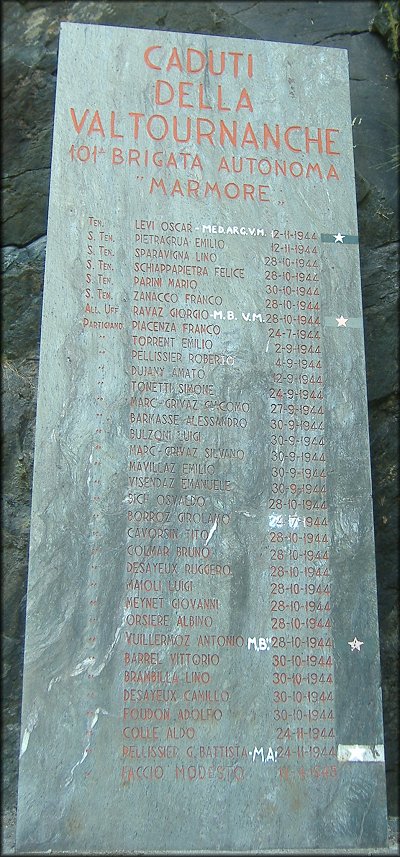 CADUTI
DELLA
VALTOURNANCHE
101ª BRIGATA AUTONOMA
"MARMORE"
TEN. LEVI OSCAR - MED.ARG.V.M. 12-11-1944
S. TEN. PIETRAGRUA EMILIO 12-11-1944
S. TEN. SPARAVIGNA LINO 28-10-1944
S. TEN. SCHIAPPAPIETRA FELICE 28-10-1944
S. TEN. PARINI MARIO 30-10-1944
S. TEN. ZANACCO FRANCO 28-10-1944
ALL. UFF. RAVAZ GIORGIO - M.B. V.M. 28-10-1944
PARTIGIANO PIACENZA FRANCO 24-7-1944
" TORRENT EMILIO 2-9-1944
" PELLISSIER ROBERTO 4-9-1944
" DUJANY AMATO 12-9-1944
" TONETTI SIMONE 24-9-1944
" MARC-GRIVAZ GIACOMO 27-9-1944
" BARMASSE ALESSANDRO 30-9-1944
" BULZONI LUIGI 30-9-1944
" MARC-GRIVAZ SILVANO 30-9-1944
" MAVILLAZ EMILIO 30-9-1944
" VISENDAZ EMANUELE 30-9-1944
" BICH OSVALDO 28-10-1944
" BORROZ GIROLAMO
" CAVORSIN TITO 28-10-1944
" COLMAR BRUNO 28-10-1944
" DESAYEUX RUGGERO 28-10-1944
" MAIOLI LUIGI 28-10-1944
" MEYNET GIOVANNI 28-10-1944
" ORSIERE ALBINO 28-10-1944
" VUILLERMOZ ANTONIO M.B. 28-10-1944
" BARREL VITTORIO 30-10-1944
" BRAMBILLA LINO 30-10-1944
" DESAYEUX CAMILLO 30-10-1944
" POUDON ADOLFO 30-10-1944
" COLLE ALDO 24-11-1944
" PELLISSIER G. BATTISTA - M.A. 24-11-1944
" FACCIO MODESTO